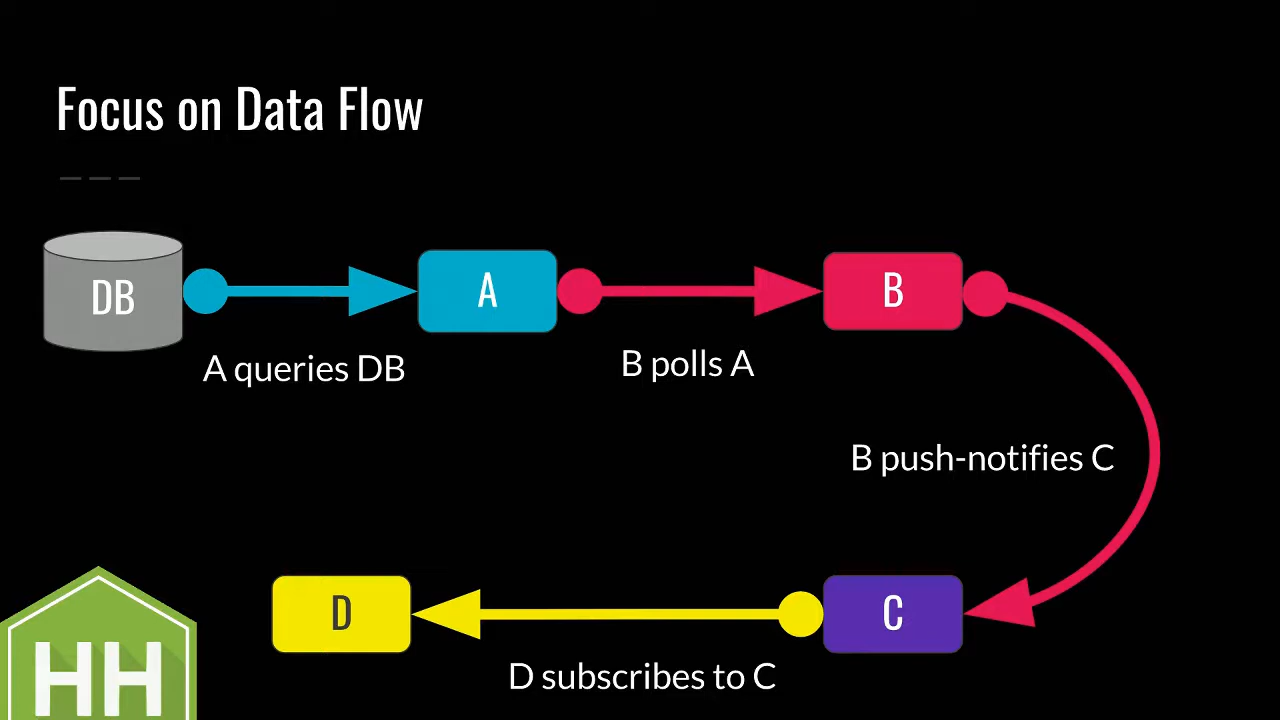 Focus on Data Flow
DB
A
B
A queries DB
B polls A
B push-notifies C
D
C
D subscribes to C
HH